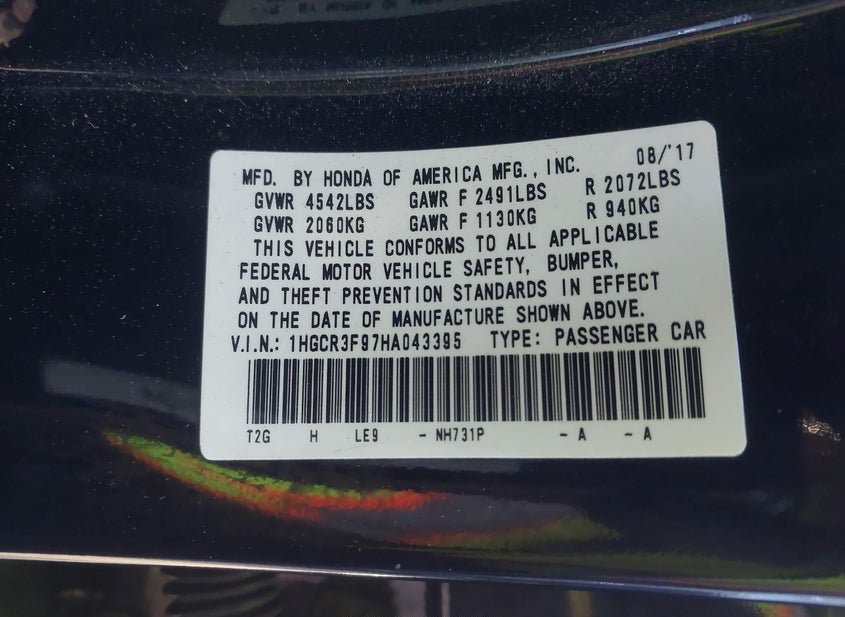 MFD. BY HONDA OF AMERICA MFG., INC. 08/'17
GVWR 4542LBS GAWR F 2491LBS R 2072LBS
GVWR 2060KG GAWR F 1130KG R 940KG
THIS VEHICLE CONFORMS TO ALL APPLICABLE
FEDERAL MOTOR VEHICLE SAFETY, BUMPER,
AND THEFT PREVENTION STANDARDS IN EFFECT
ON THE DATE OF MANUFACTURE SHOWN ABOVE.
V.I.N.: 1HGCR3F97HA043395 TYPE: PASSENGER CAR
T2G H LE9 - NH731P - A - A